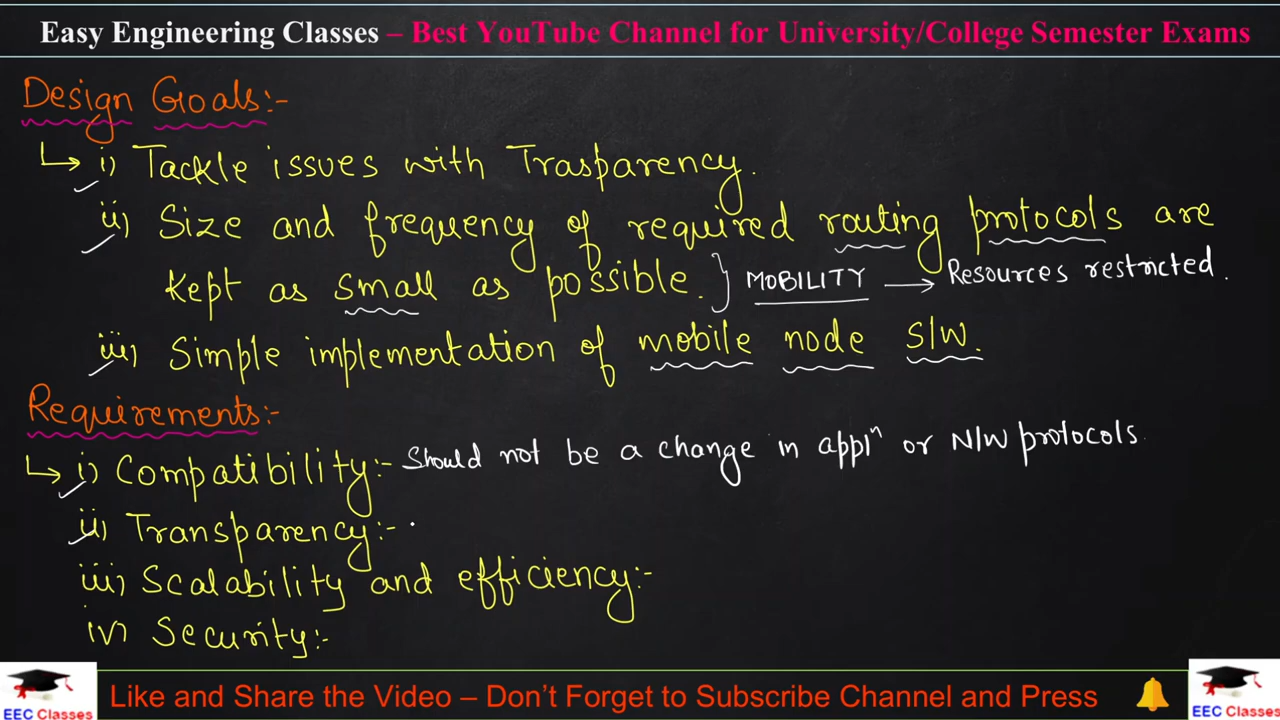 Easy Engineering Classes – Best YouTube Channel for University/College Semester Exams
Design Goals:-
↳ i) Tackle issues with Trasparency.
ii) Size and frequency of required routing protocols are
kept as small as possible. } MOBILITY → Resources restricted.
iii) Simple implementation of mobile node S/W.
Requirements:-
↳ i) Compatibility:- Should not be a change in applⁿ or N/W protocols.
ii) Transparency:-
iii) Scalability and efficiency:-
iv) Security:-
EEC Classes
Like and Share the Video – Don't Forget to Subscribe Channel and Press
EEC Classes